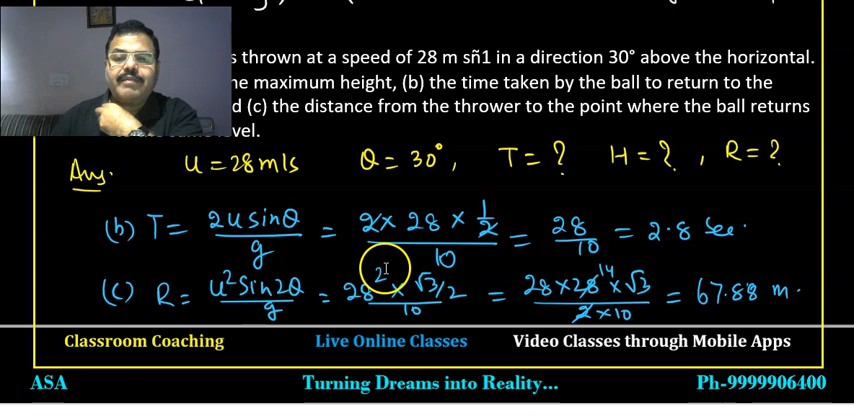 s thrown at a speed of 28 m sñ1 in a direction 30° above the horizontal.
he maximum height, (b) the time taken by the ball to return to the
d (c) the distance from the thrower to the point where the ball returns
level.
Ans. u = 28m/s θ = 30°, T = ? H = ? , R = ?
(b) T = 2u sinθ/g = 2 × 28 × 1/2 / 10 = 28/10 = 2.8 sec.
(c) R = u² sin2θ/g = 28² × √3/2 / 10 = 28 × 28 14 × √3 / 2 × 10 = 67.88 m.
Classroom Coaching Live Online Classes Video Classes through Mobile Apps
ASA Turning Dreams into Reality... Ph-9999906400